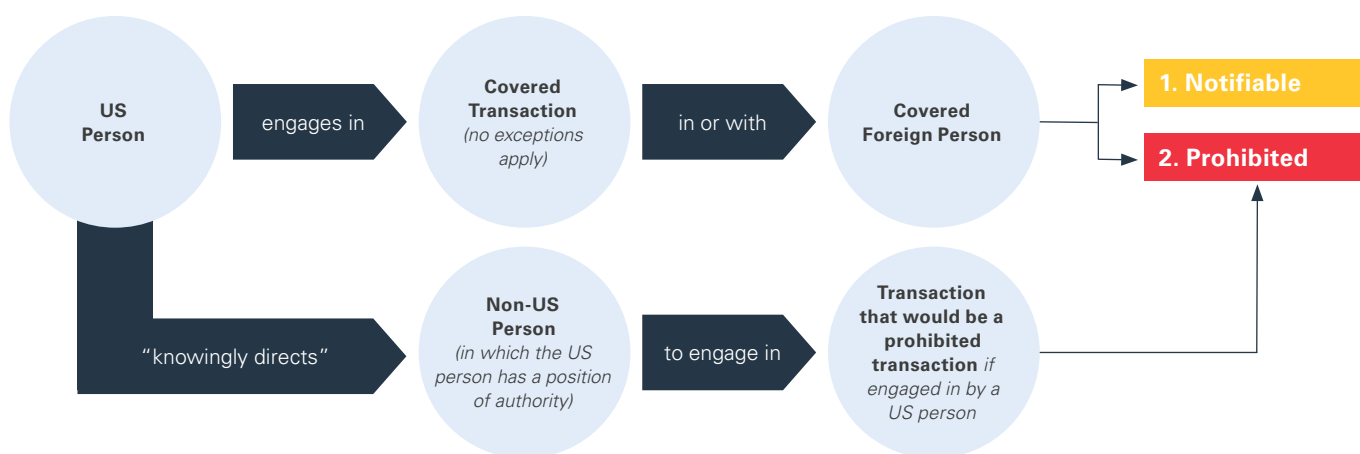 US
Person
engages in
Covered
Transaction
(no exceptions
apply)
in or with
Covered
Foreign Person
1. Notifiable
2. Prohibited
“knowingly directs”
Non-US
Person
(in which the US
person has a position
of authority)
to engage in
Transaction
that would be a
prohibited
transaction if
engaged in by a
US person